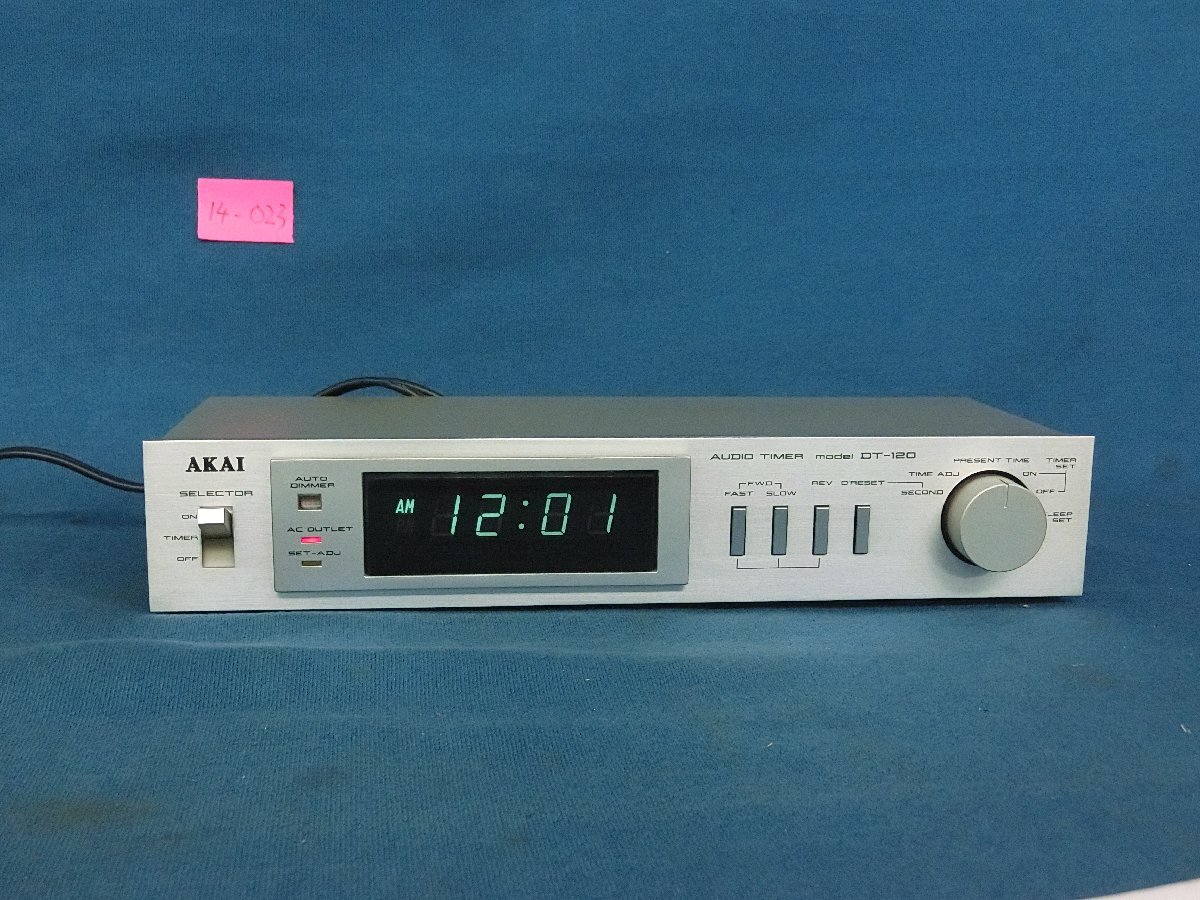 14-023
AKAI
SELECTOR
ON
TIMER
OFF
AUTO
DIMMER
AC OUTLET
SET-ADJ
AM
12:01
AUDIO TIMER model DT-120
FWD
FAST SLOW
REV
0'RESET
SECOND
TIME ADJ
PRESENT TIME
ON
OFF
TIMER
SET
SLEEP
SET